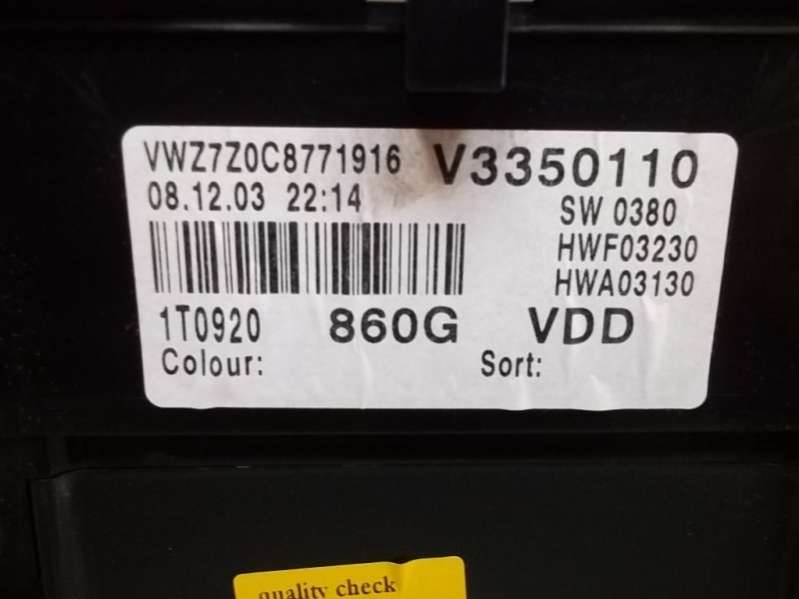 VWZ7Z0C8771916 V3350110
08.12.03 22:14 SW 0380
HWF03230
HWA03130
1T0920 860G VDD
Colour: Sort:
quality check